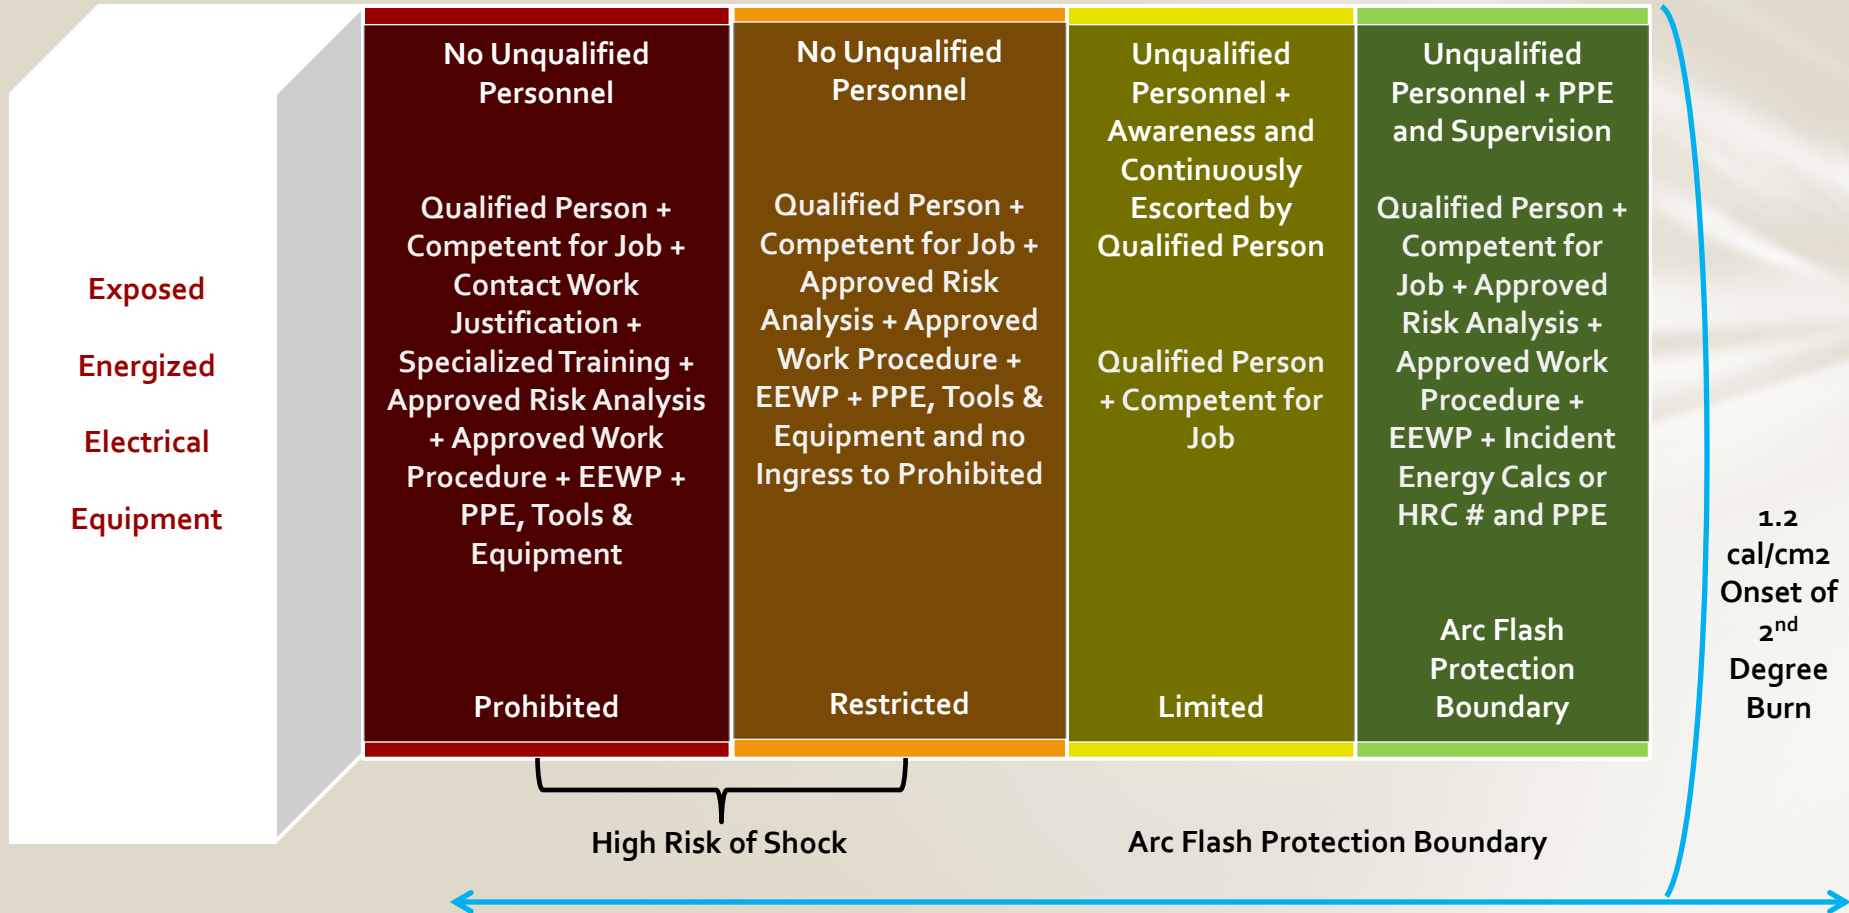 Exposed
Energized
Electrical
Equipment
No Unqualified
Personnel
Qualified Person +
Competent for Job +
Contact Work
Justification +
Specialized Training +
Approved Risk Analysis
+ Approved Work
Procedure + EEWP +
PPE, Tools &
Equipment
Prohibited
No Unqualified
Personnel
Qualified Person +
Competent for Job +
Approved Risk
Analysis + Approved
Work Procedure +
EEWP + PPE, Tools &
Equipment and no
Ingress to Prohibited
Restricted
Unqualified
Personnel +
Awareness and
Continuously
Escorted by
Qualified Person
Qualified Person
+ Competent for
Job
Limited
Unqualified
Personnel + PPE
and Supervision
Qualified Person +
Competent for
Job + Approved
Risk Analysis +
Approved Work
Procedure +
EEWP + Incident
Energy Calcs or
HRC # and PPE
Arc Flash
Protection
Boundary
1.2
cal/cm2
Onset of
2nd
Degree
Burn
High Risk of Shock
Arc Flash Protection Boundary